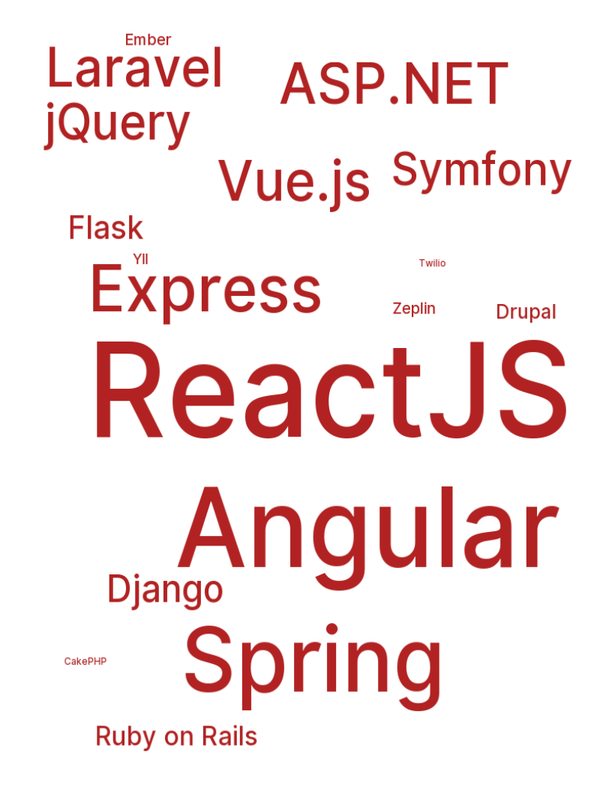 Ember
Laravel
ASP.NET
jQuery
Vue.js
Symfony
Flask
YII
Twilio
Express
Zeplin
Drupal
ReactJS
Angular
Django
Spring
CakePHP
Ruby on Rails